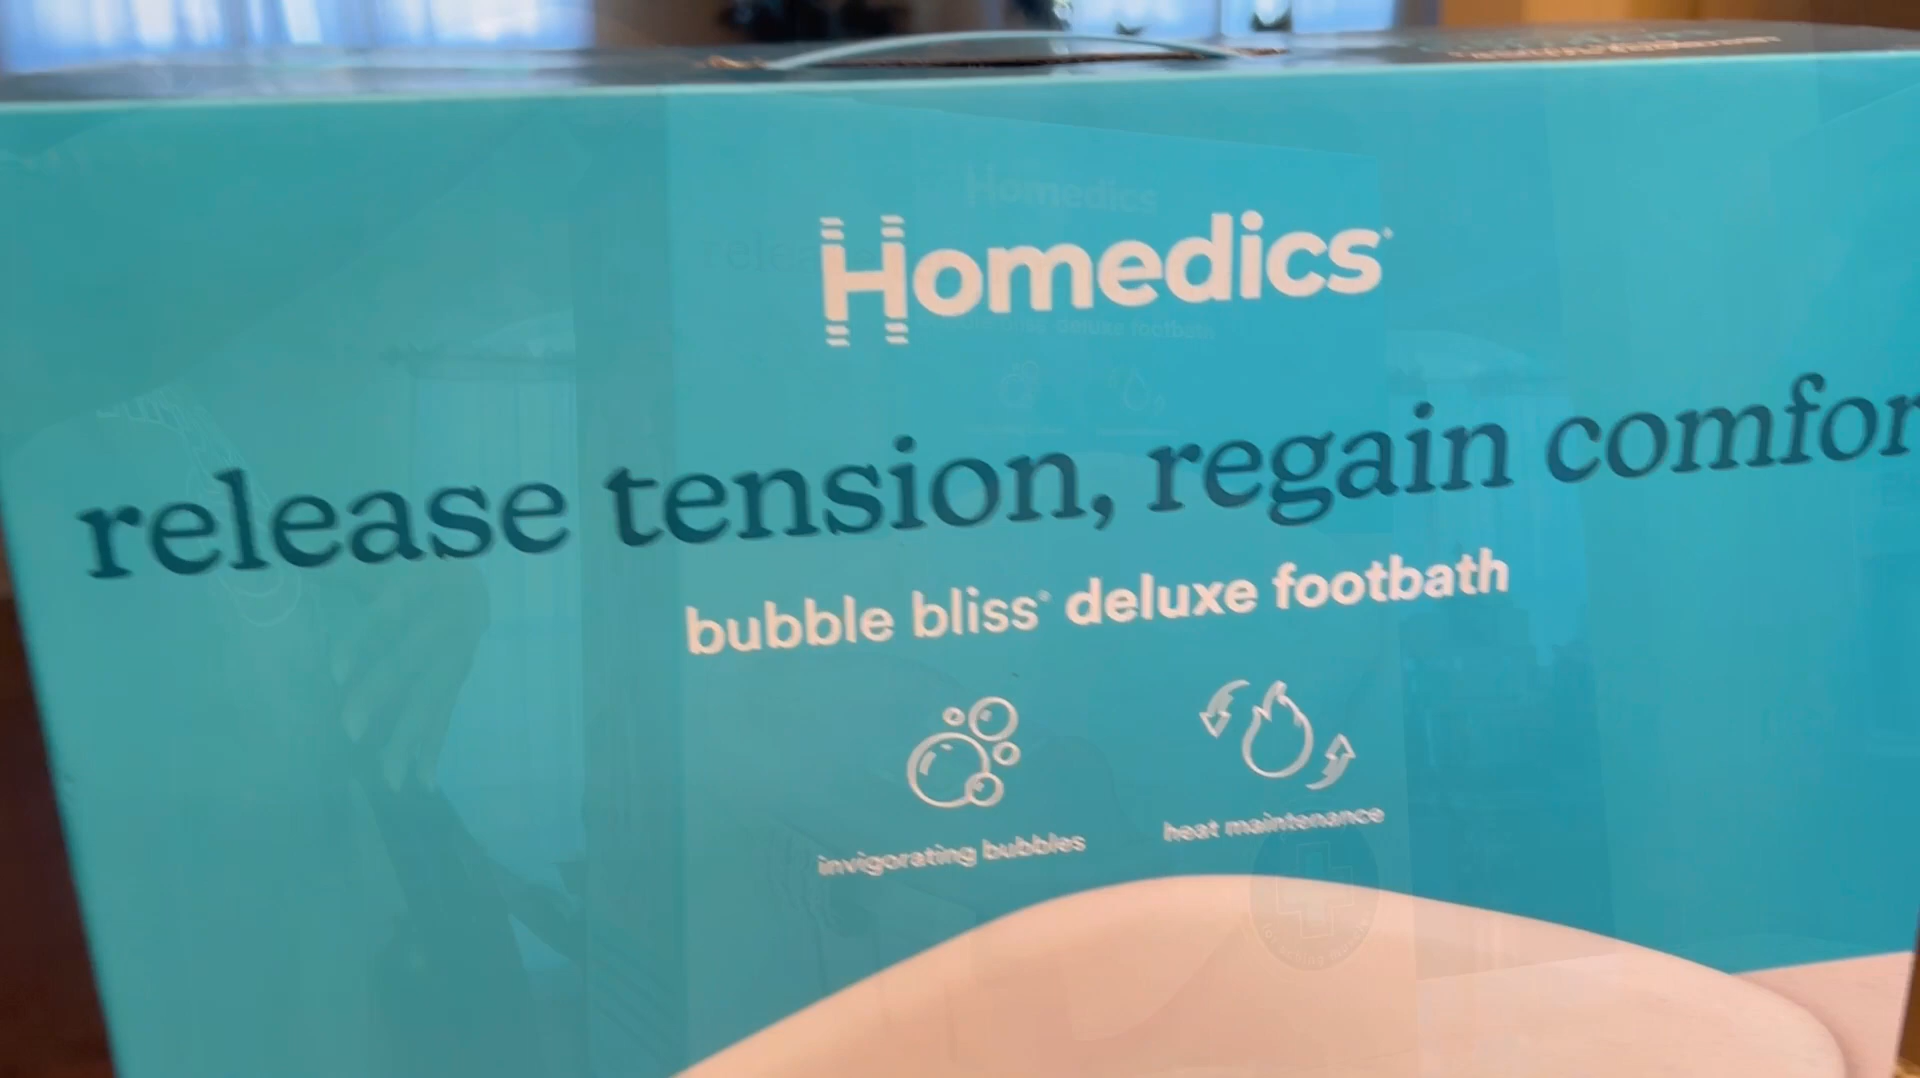 Homedics
release tension, regain comfor
bubble bliss® deluxe footbath
invigorating bubbles
heat maintenance